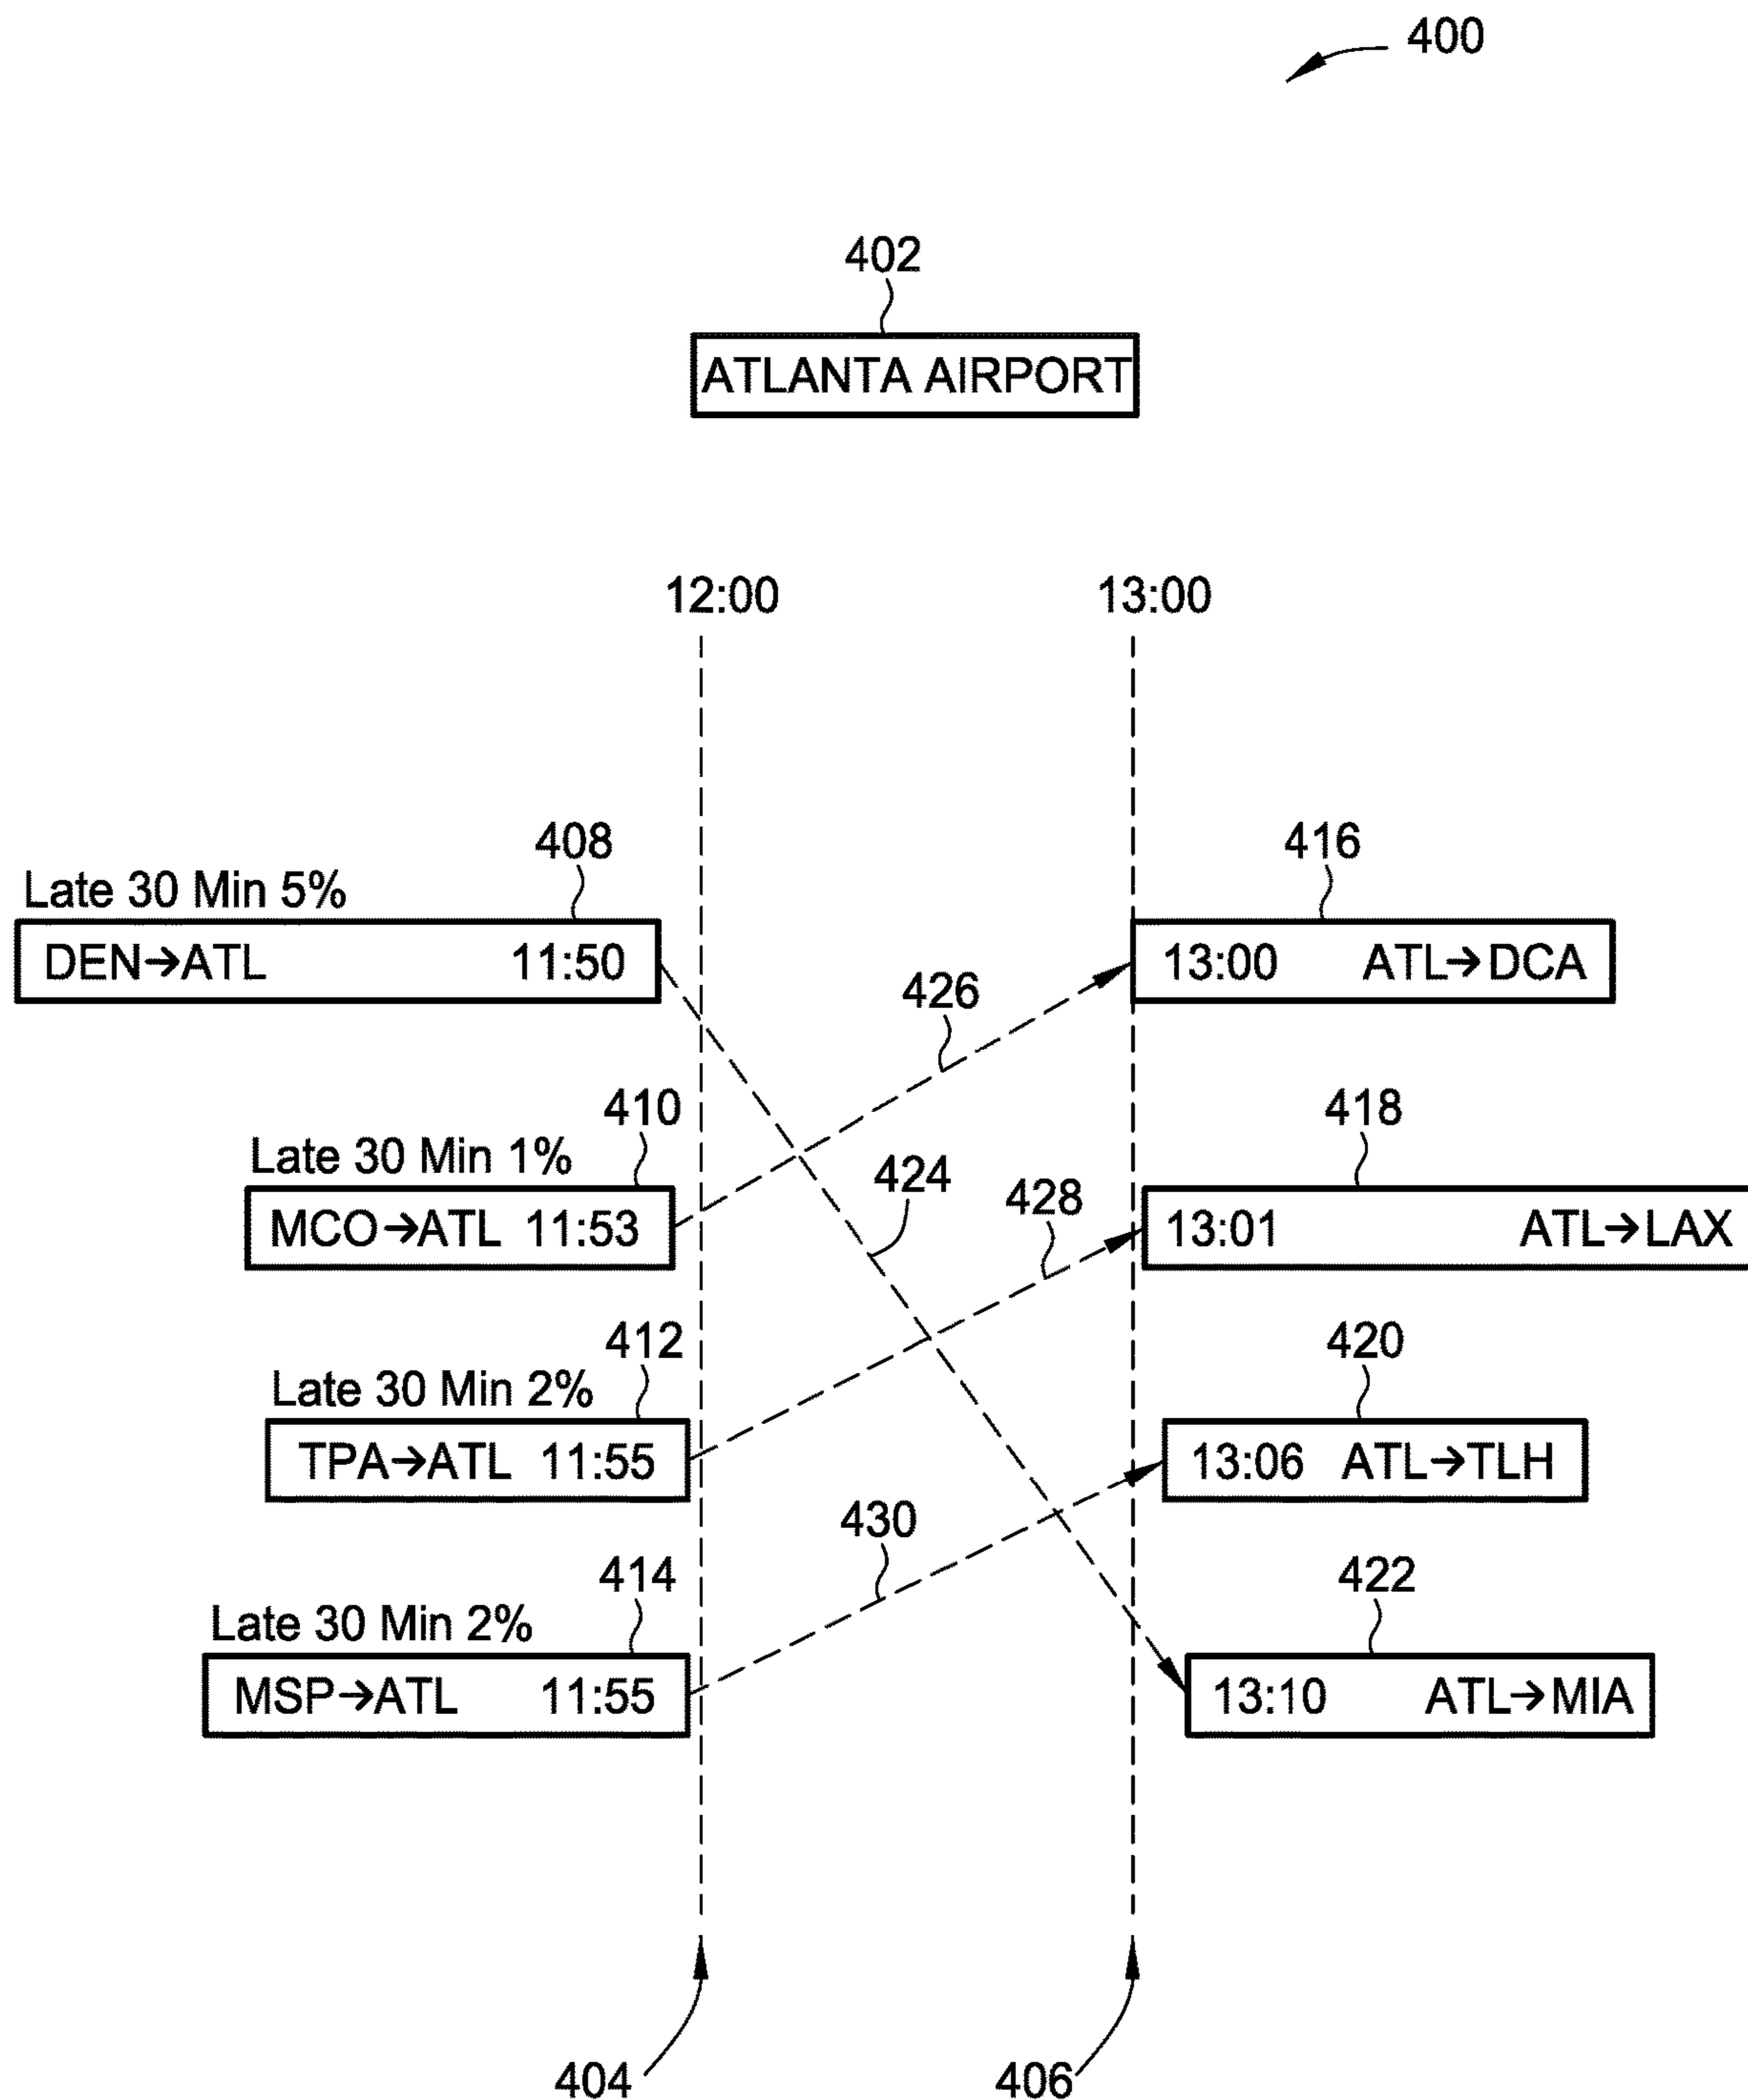 400
402
ATLANTA AIRPORT
12:00 13:00
408 416
Late 30 Min 5%
DEN→ATL 11:50 13:00 ATL→DCA
426
410 418
Late 30 Min 1%
424 428
MCO→ATL 11:53 13:01 ATL→LAX
412 420
Late 30 Min 2%
TPA→ATL 11:55 13:06 ATL→TLH
430
414 422
Late 30 Min 2%
MSP→ATL 11:55 13:10 ATL→MIA
404 406